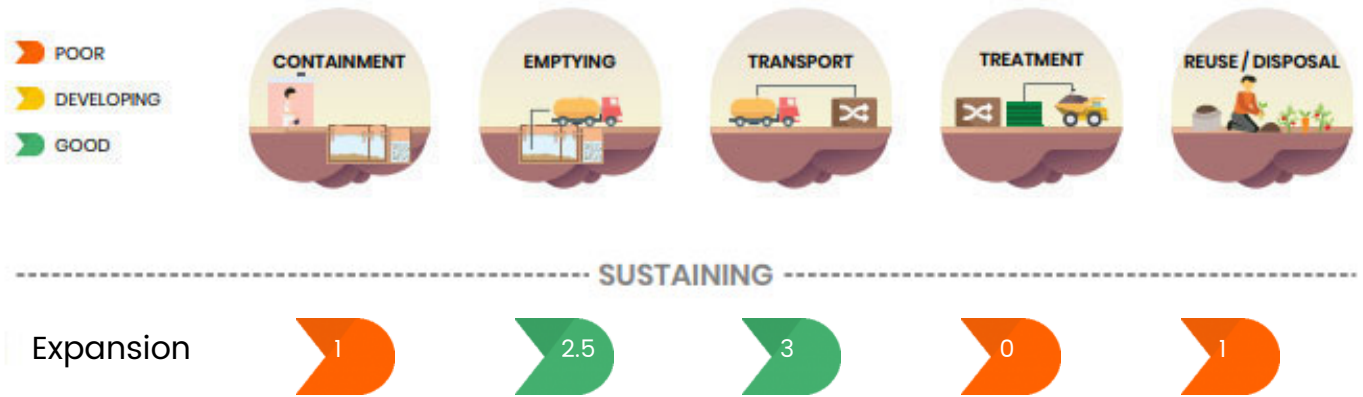 POOR
DEVELOPING
GOOD
CONTAINMENT
EMPTYING
TRANSPORT
TREATMENT
REUSE / DISPOSAL
SUSTAINING
Expansion
1
2.5
3
0
1